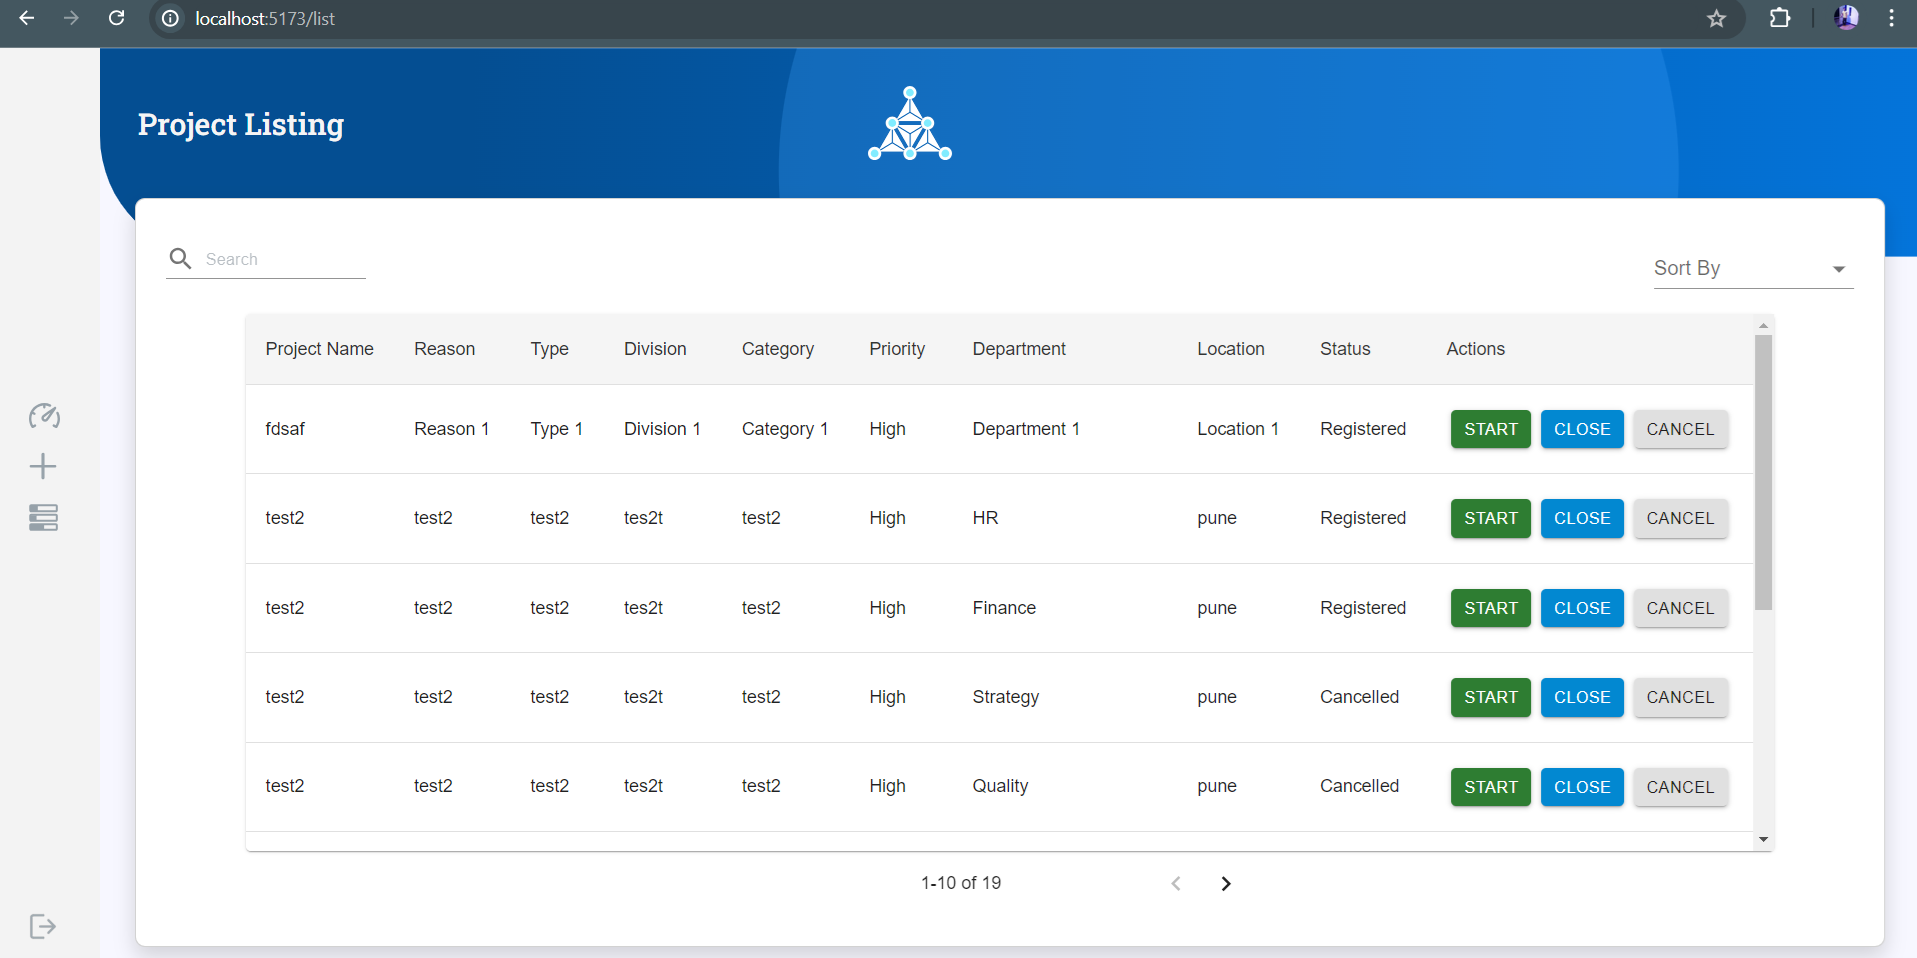 localhost:5173/list
Project Listing
Search
Sort By
Project Name Reason Type Division Category Priority Department Location Status Actions
fdsaf Reason 1 Type 1 Division 1 Category 1 High Department 1 Location 1 Registered START CLOSE CANCEL
test2 test2 test2 tes2t test2 High HR pune Registered START CLOSE CANCEL
test2 test2 test2 tes2t test2 High Finance pune Registered START CLOSE CANCEL
test2 test2 test2 tes2t test2 High Strategy pune Cancelled START CLOSE CANCEL
test2 test2 test2 tes2t test2 High Quality pune Cancelled START CLOSE CANCEL
1-10 of 19